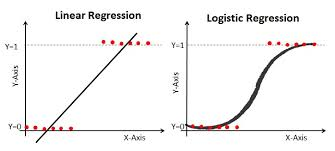 Linear Regression
Y=1
Y-Axis
Y=0
X-Axis
Logistic Regression
Y=1
Y-Axis
Y=0
X-Axis